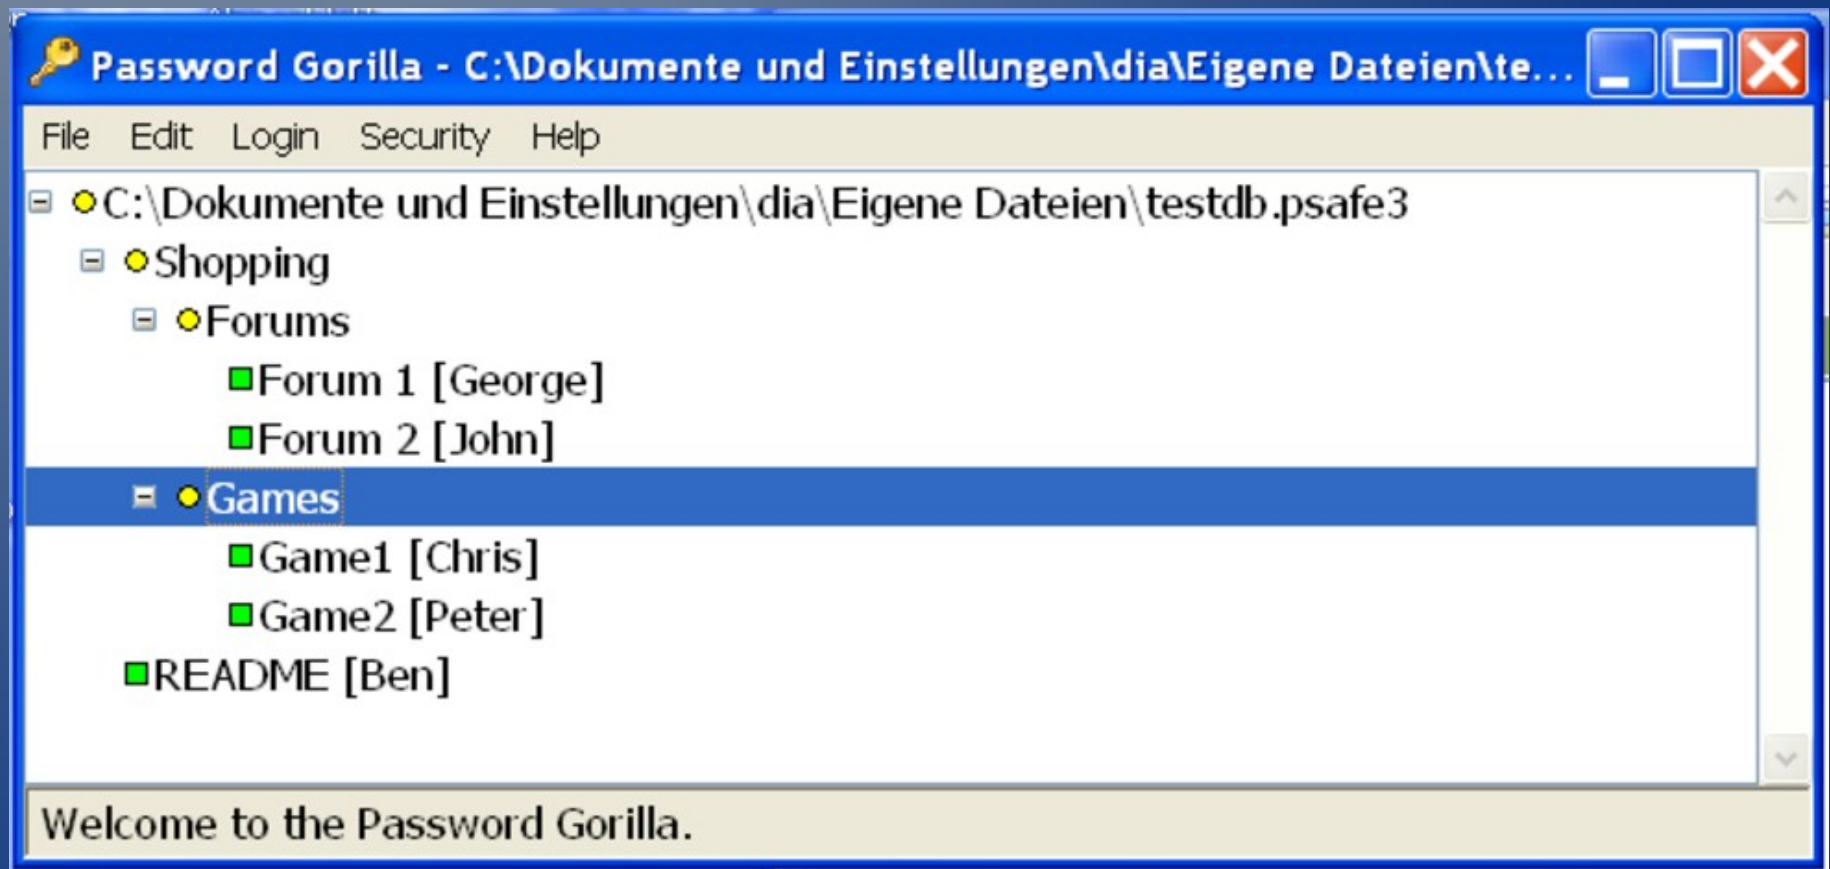 Password Gorilla - C:\Dokumente und Einstellungen\dia\Eigene Dateien\te...
File Edit Login Security Help
C:\Dokumente und Einstellungen\dia\Eigene Dateien\testdb.psafe3
Shopping
Forums
Forum 1 [George]
Forum 2 [John]
Games
Game1 [Chris]
Game2 [Peter]
README [Ben]
Welcome to the Password Gorilla.